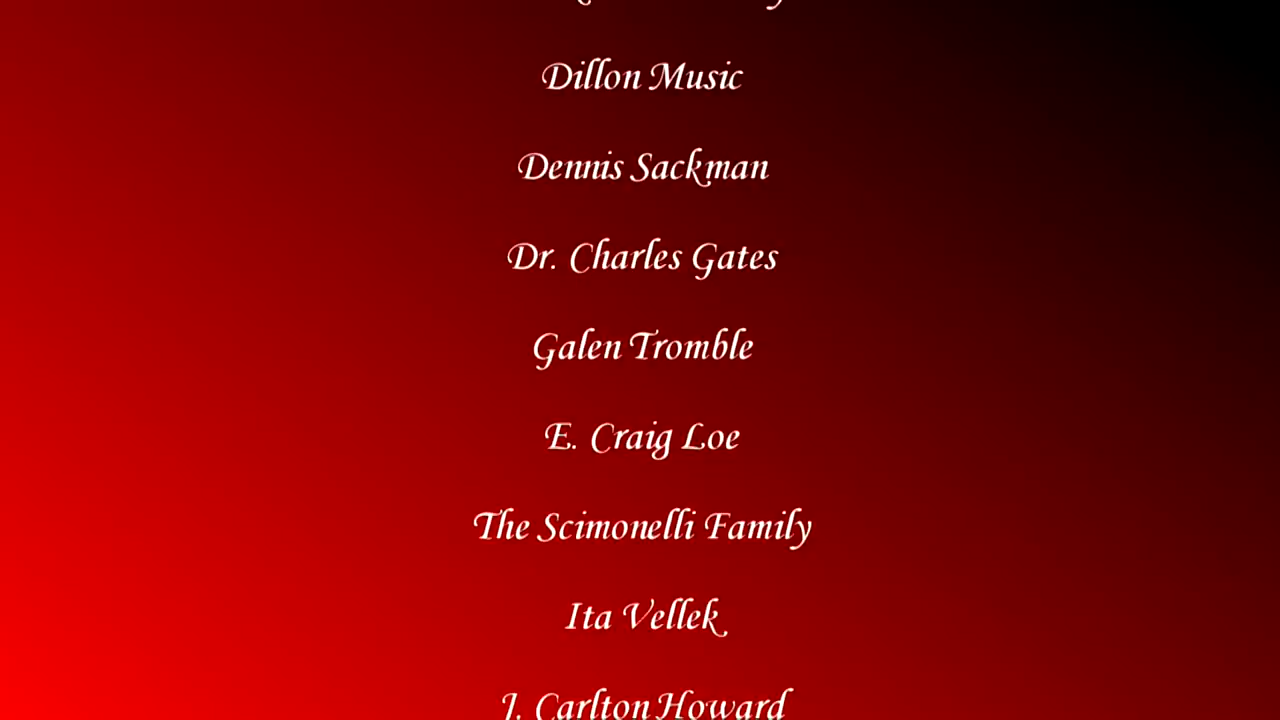 Dillon Music
Dennis Sackman
Dr. Charles Gates
Galen Tromble
E. Craig Loe
The Scimonelli Family
Ita Vellek
J. Carlton Howard